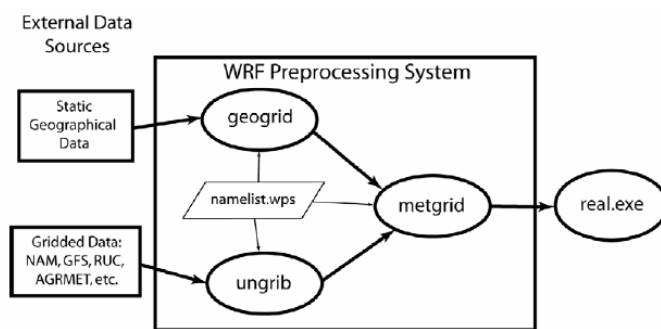 External Data
Sources
WRF Preprocessing System
Static
Geographical
Data
geogrid
namelist.wps
metgrid
real.exe
Gridded Data:
NAM, GFS, RUC,
AGRMET, etc.
ungrib